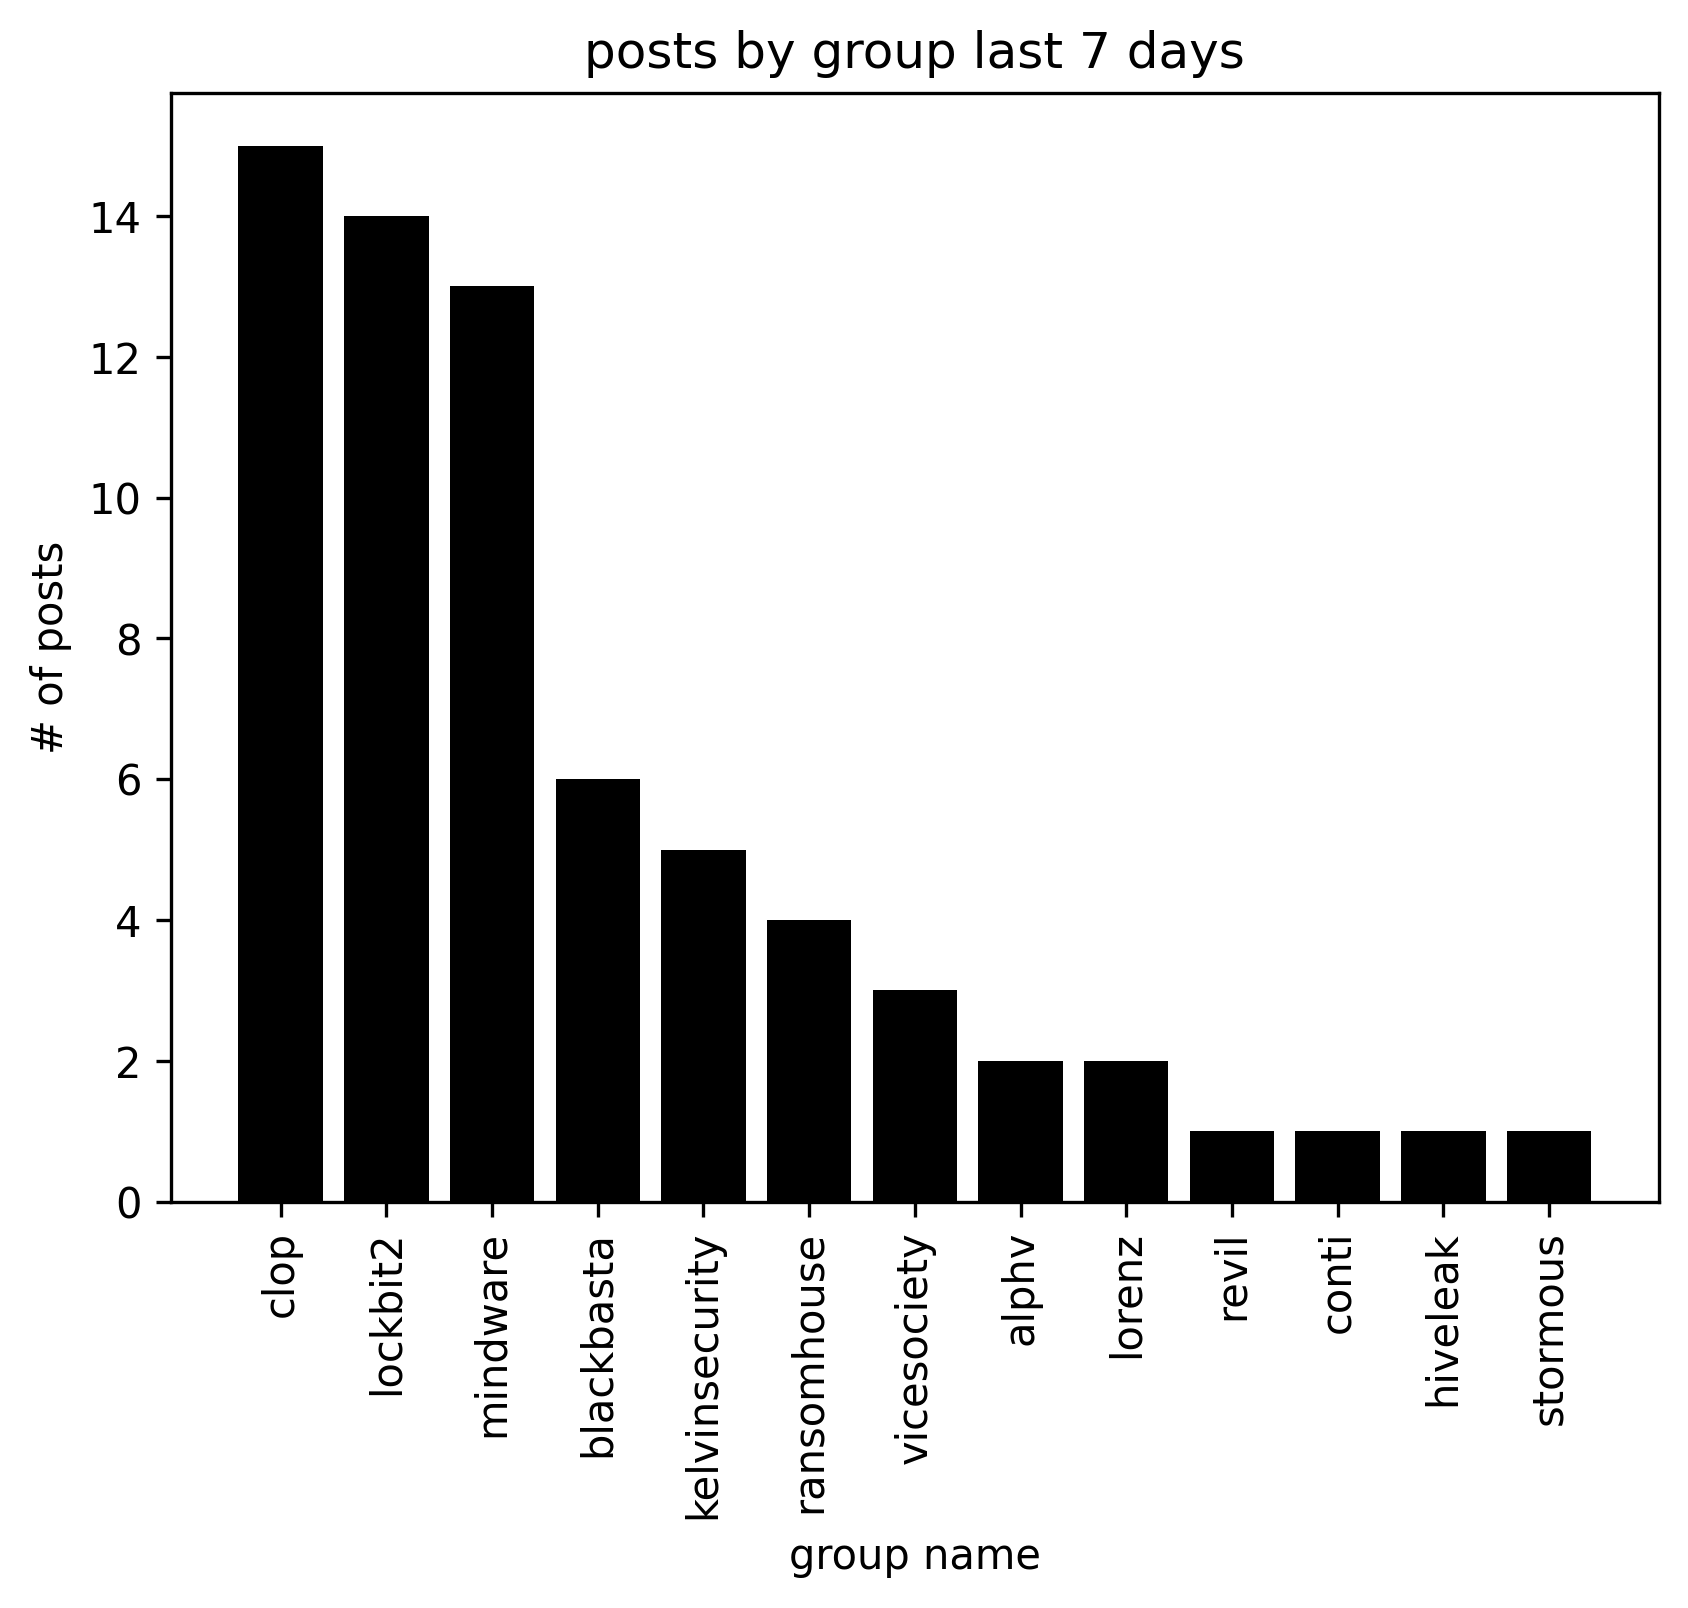 posts by group last 7 days
# of posts
14
12
10
8
6
4
2
0
clop
lockbit2
mindware
blackbasta
kelvinsecurity
ransomhouse
vicesociety
alphv
lorenz
revil
conti
hiveleak
stormous
group name